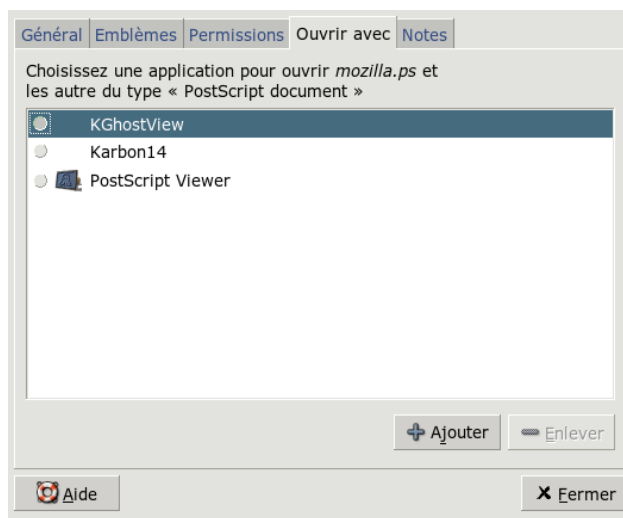 Général Emblèmes Permissions Ouvrir avec Notes
Choisissez une application pour ouvrir mozilla.ps et
les autre du type « PostScript document »
KGhostView
Karbon14
PostScript Viewer
Ajouter Enlever
Aide Fermer